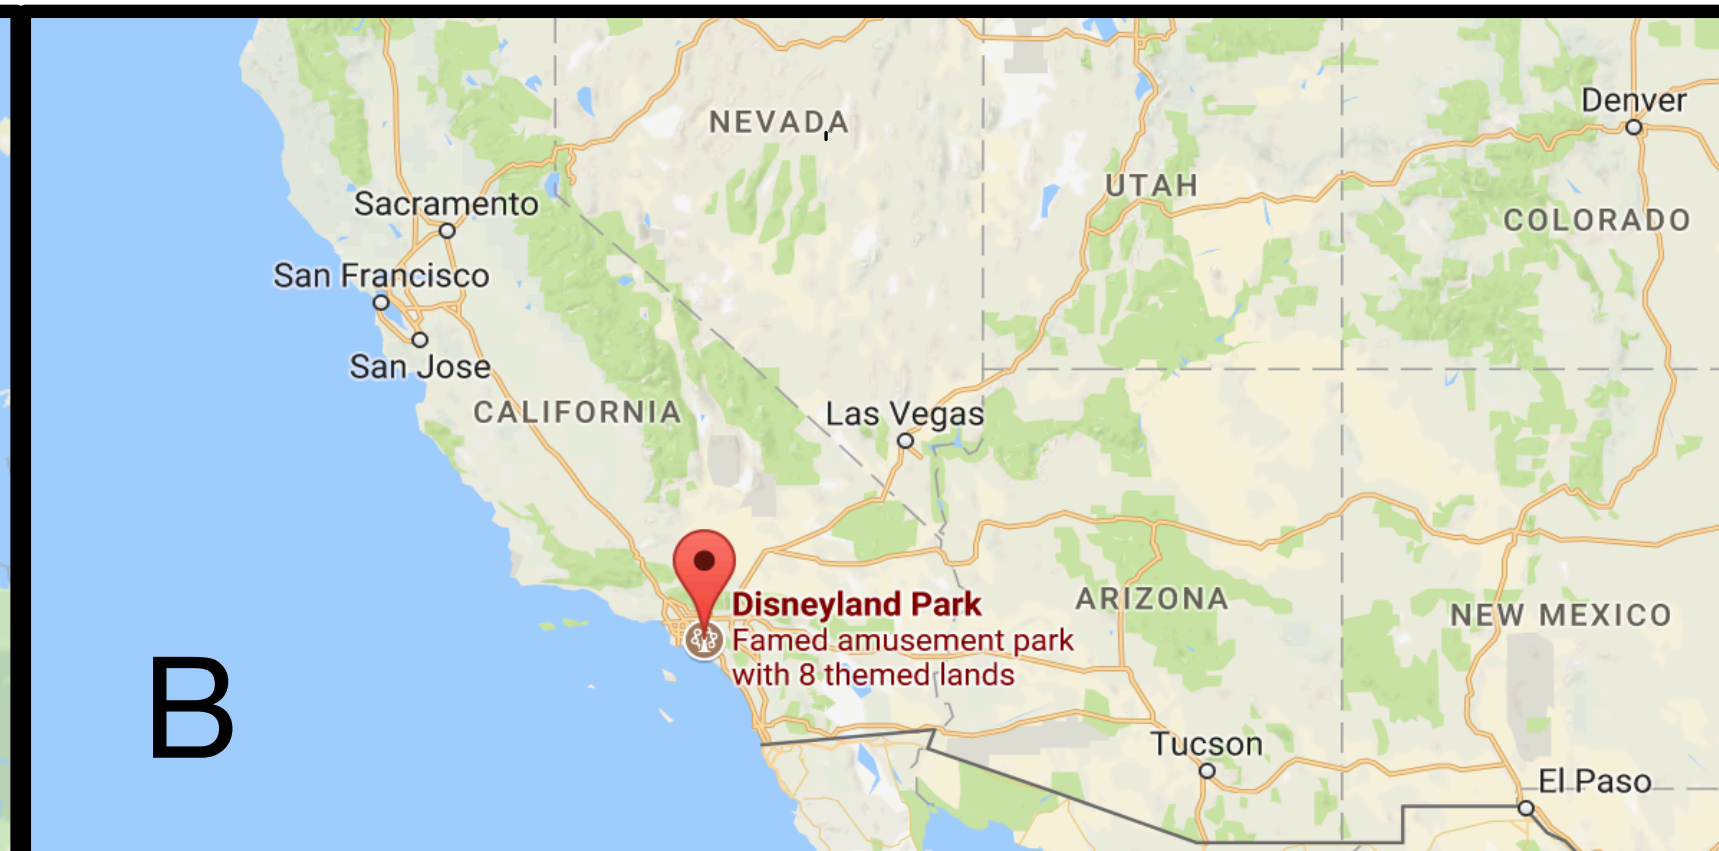 Denver
NEVADA
UTAH
COLORADO
Sacramento
San Francisco
San Jose
CALIFORNIA
Las Vegas
Disneyland Park
Famed amusement park
with 8 themed lands
ARIZONA
NEW MEXICO
B
Tucson
El Paso